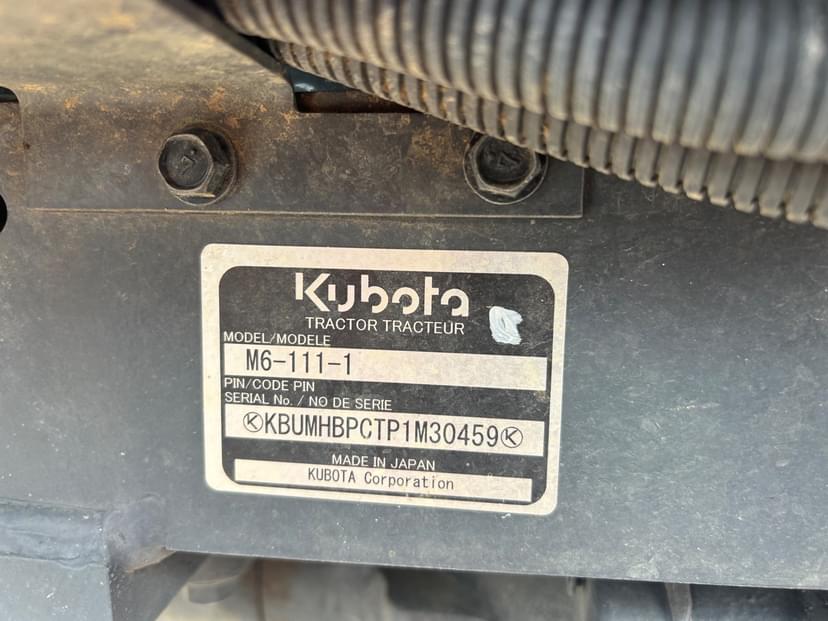 Kubota
TRACTOR TRACTEUR
MODEL/MODELE
M6-111-1
PIN/CODE PIN
SERIAL No. / NO DE SERIE
KBUMHBPCTP1M30459
MADE IN JAPAN
KUBOTA Corporation